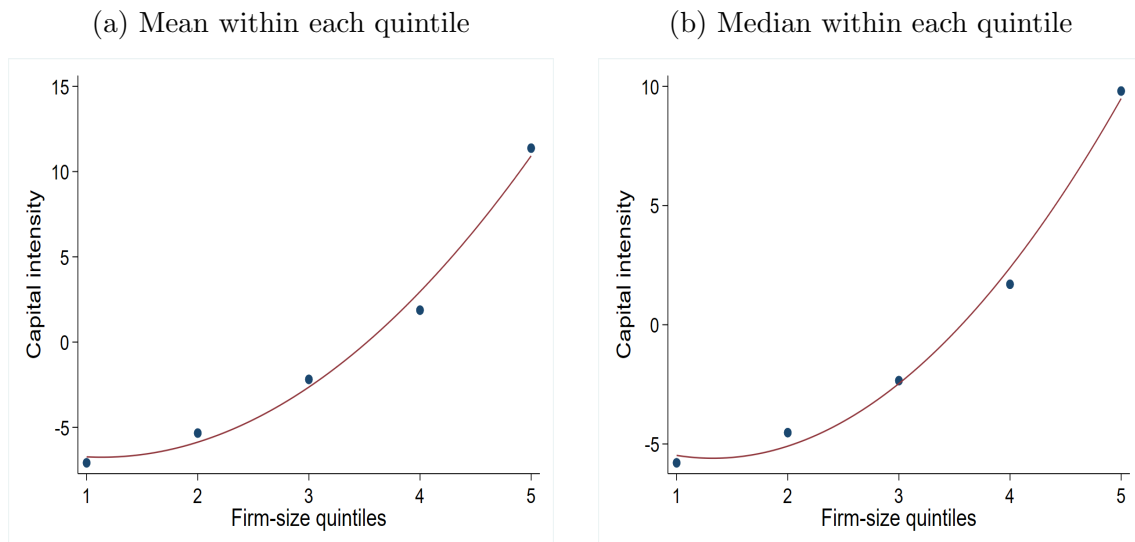 (a) Mean within each quintile
15
10
5
0
-5
Capital intensity
1 2 3 4 5
Firm-size quintiles
(b) Median within each quintile
10
5
0
-5
Capital intensity
1 2 3 4 5
Firm-size quintiles